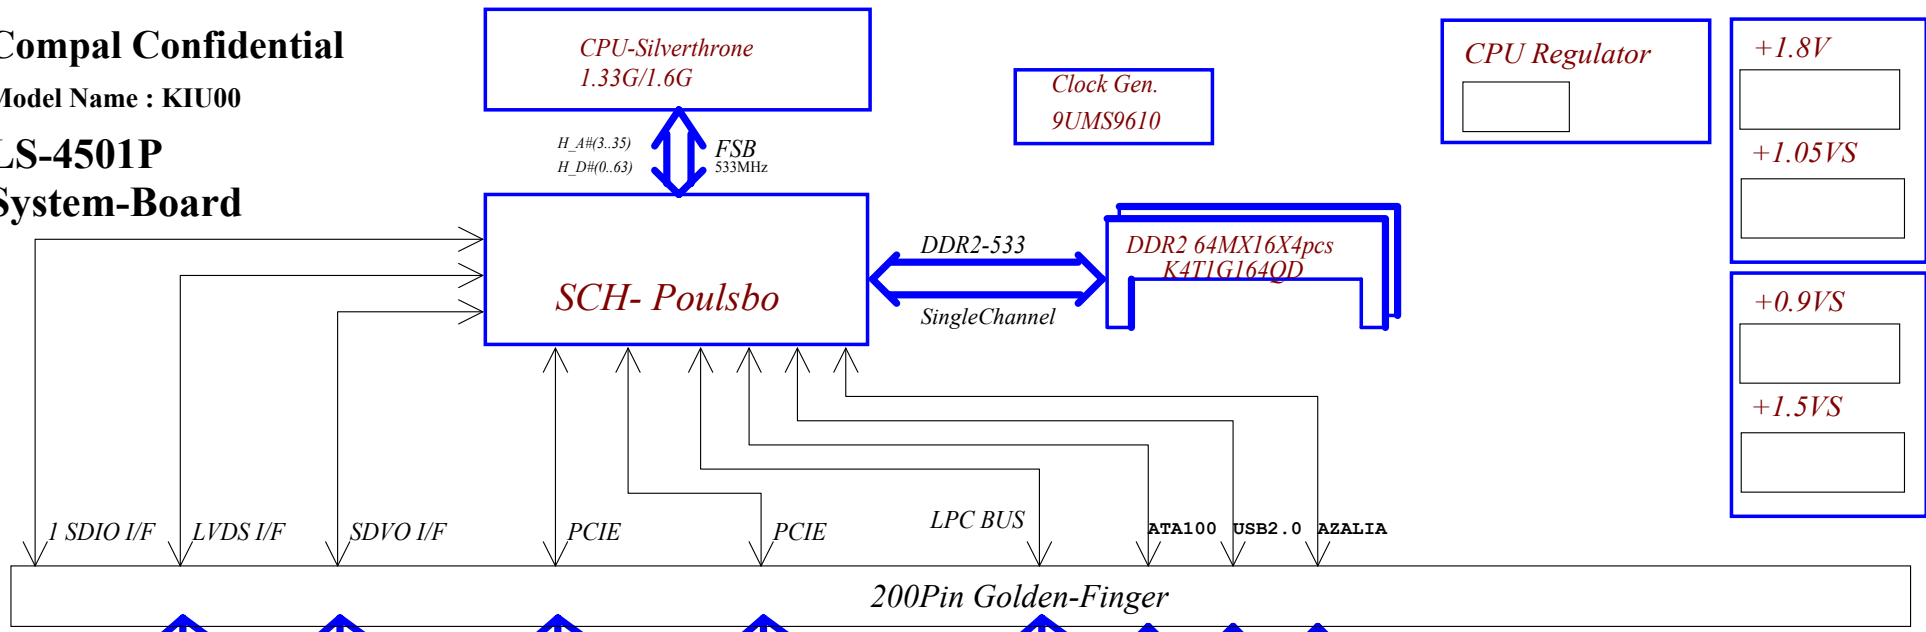 Compal Confidential
Model Name : KIU00
LS-4501P
System-Board
CPU-Silverthrone
1.33G/1.6G
Clock Gen.
9UMS9610
CPU Regulator
+1.8V
+1.05VS
+0.9VS
+1.5VS
H_A#(3..35)
H_D#(0..63)
FSB
533MHz
SCH- Poulsbo
DDR2-533
SingleChannel
DDR2 64MX16X4pcs
K4T1G164QD
1 SDIO I/F
LVDS I/F
SDVO I/F
PCIE
PCIE
LPC BUS
ATA100
USB2.0
AZALIA
200Pin Golden-Finger